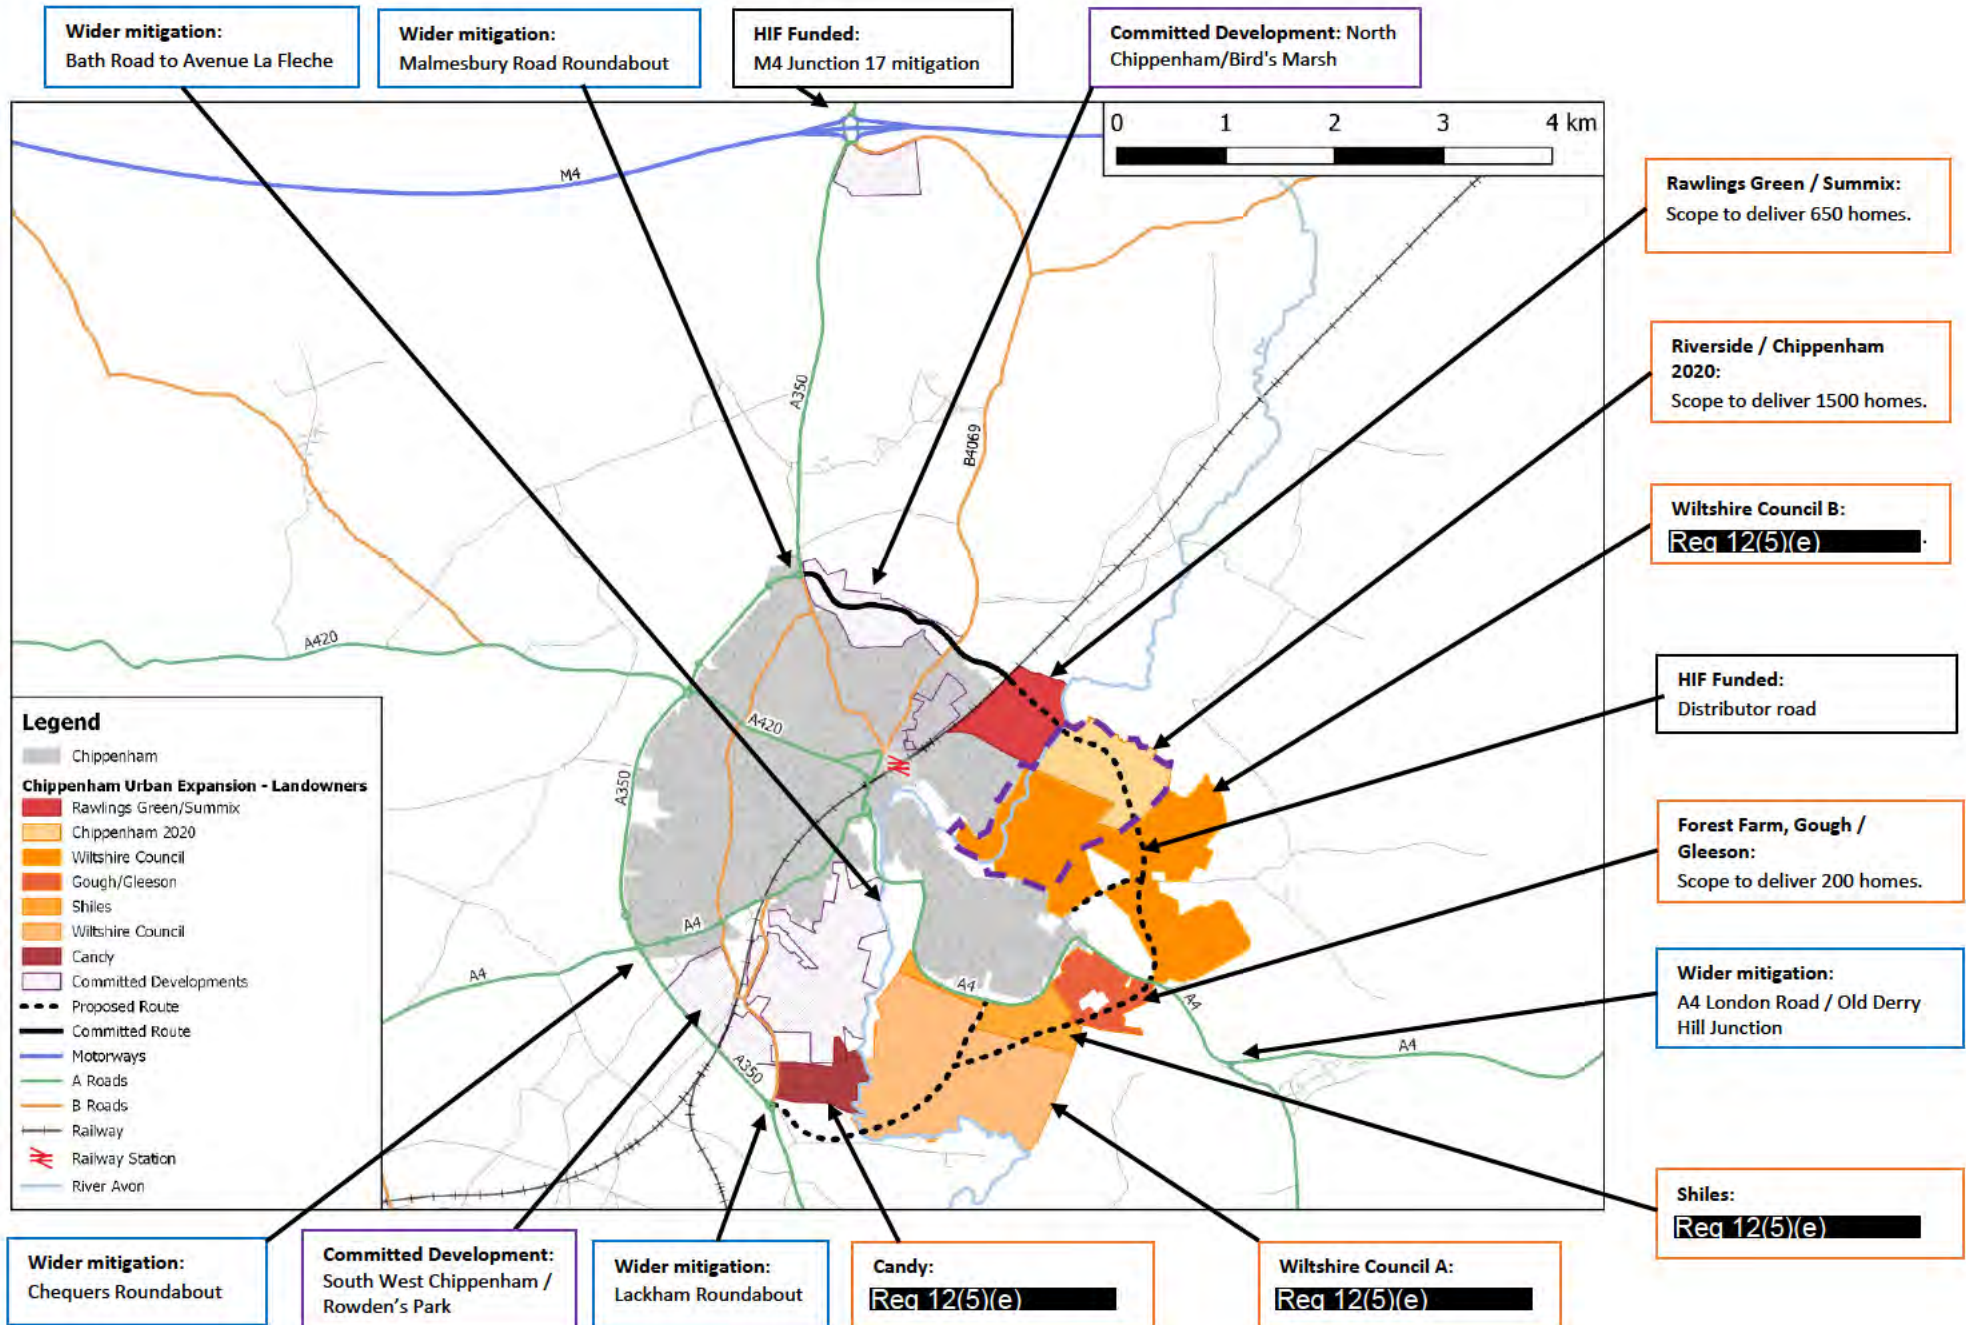 Wider mitigation:
Bath Road to Avenue La Fleche
Wider mitigation:
Malmesbury Road Roundabout
HIF Funded:
M4 Junction 17 mitigation
Committed Development: North
Chippenham/Bird's Marsh
0 1 2 3 4 km
M4
Rawlings Green / Summix:
Scope to deliver 650 homes.
Riverside / Chippenham
2020:
Scope to deliver 1500 homes.
A350
B4069
Wiltshire Council B:
Reg 12(5)(e)
.
A420
HIF Funded:
Distributor road
Legend
Chippenham
Chippenham Urban Expansion - Landowners
Rawlings Green/Summix
Chippenham 2020
Wiltshire Council
Gough/Gleeson
Shiles
Wiltshire Council
Candy
Committed Developments
Proposed Route
Committed Route
Motorways
A Roads
B Roads
Railway
Railway Station
River Avon
A420
A350
Forest Farm, Gough /
Gleeson:
Scope to deliver 200 homes.
A4
A4
A4
A4
A4
A350
Wider mitigation:
A4 London Road / Old Derry
Hill Junction
Shiles:
Reg 12(5)(e)
Wider mitigation:
Chequers Roundabout
Committed Development:
South West Chippenham /
Rowden's Park
Wider mitigation:
Lackham Roundabout
Candy:
Reg 12(5)(e)
Wiltshire Council A:
Reg 12(5)(e)